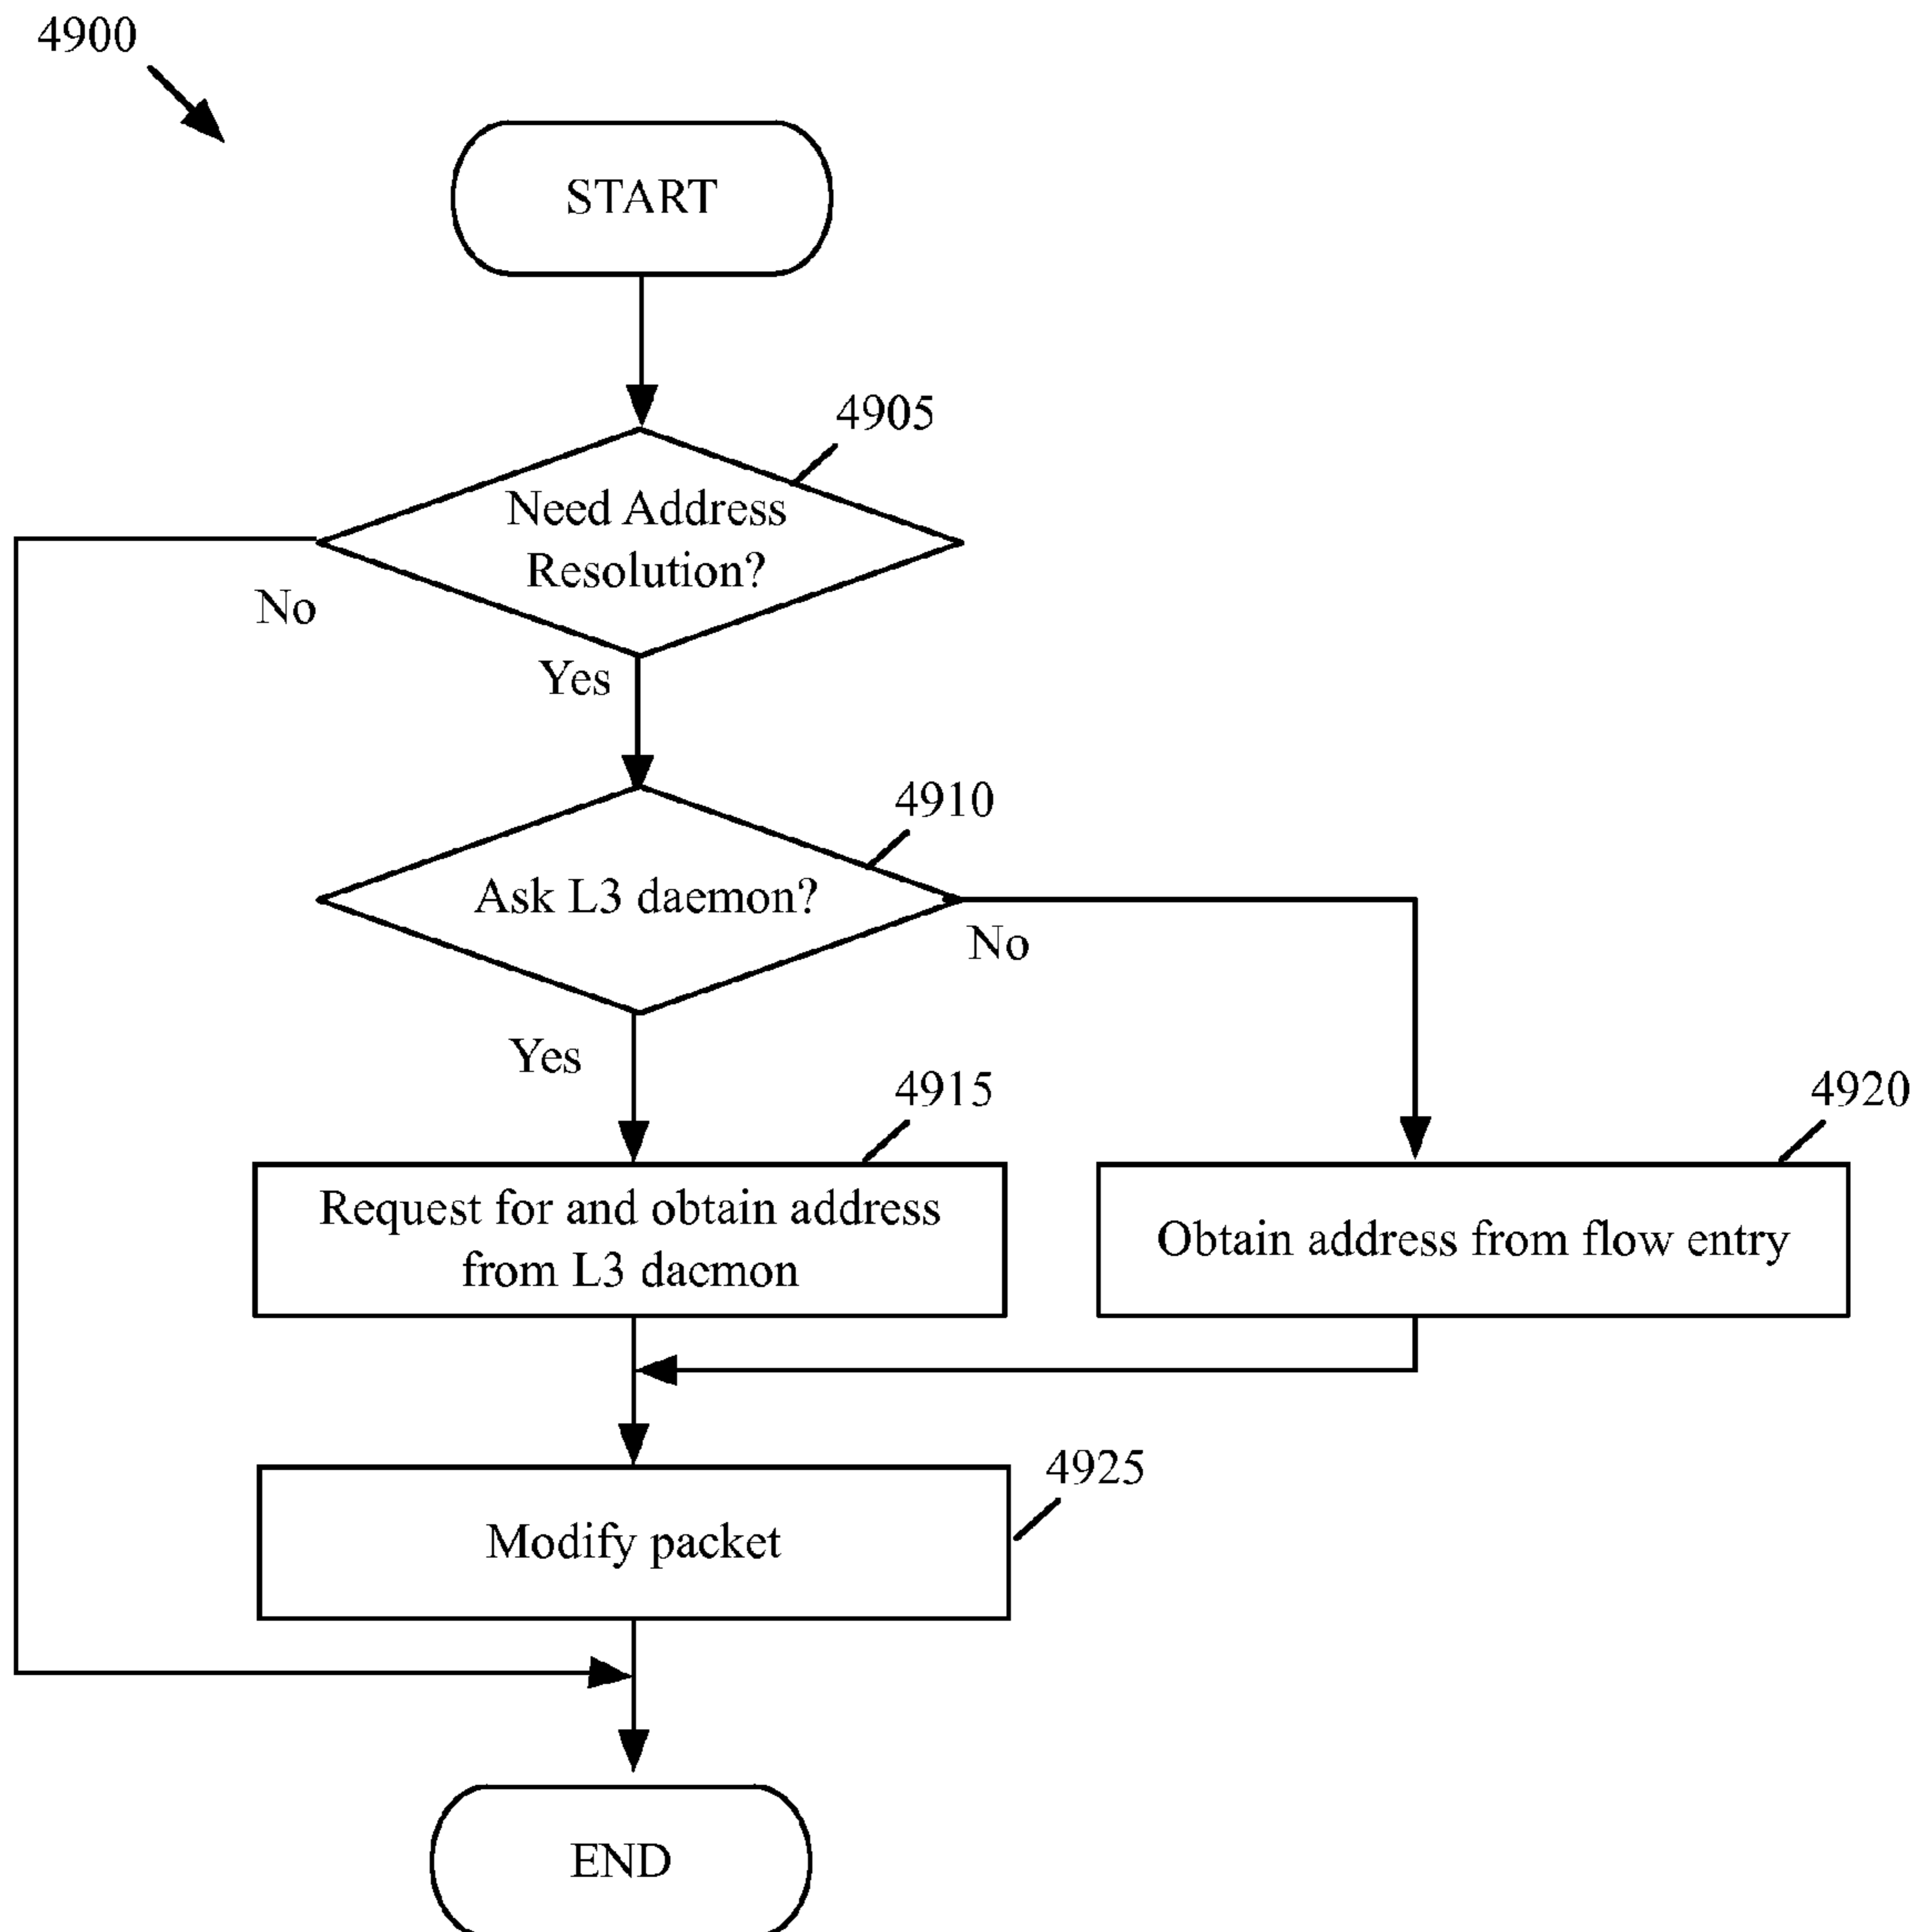 4900
START
4905
Need Address
Resolution?
No
Yes
4910
Ask L3 daemon?
No
Yes
4915
4920
Request for and obtain address
from L3 dacmon
Obtain address from flow entry
4925
Modify packet
END